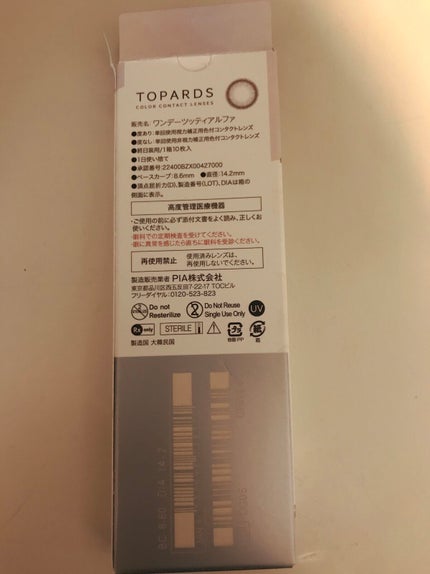 TOPARDS
COLOR CONTACT LENSES
販売名: ワンデーツッティアルファ
●度あり: 単回使用視力補正用色付コンタクトレンズ
●度なし: 単回使用非視力補正用色付コンタクトレンズ
●終日装用/1箱10枚入
●1日使い捨て
●承認番号:22400BZX00427000
●ベースカーブ:8.6mm ●直径:14.2mm
●頂点屈折力(D)、製造番号(LOT)、DIAは箱の
側面に表示。
高度管理医療機器
・ご使用の前に必ず添付文書をよく読み、正しくお
使いください。
・眼科での定期検査を受けてください。
・眼に異常を感じたら直ちに眼科を受診ください。
再使用禁止 使用済みレンズは、
再使用しないでください。
製造販売業者 PIA株式会社
東京都品川区西五反田7-22-17 TOCビル
フリーダイヤル:0120-523-823
Do not
Resterilize
Do Not Reuse
Single Use Only
UV
Rx only
STERILE
プラ
紙
製造国 大韓民国
BC 8.60 DIA 14.2